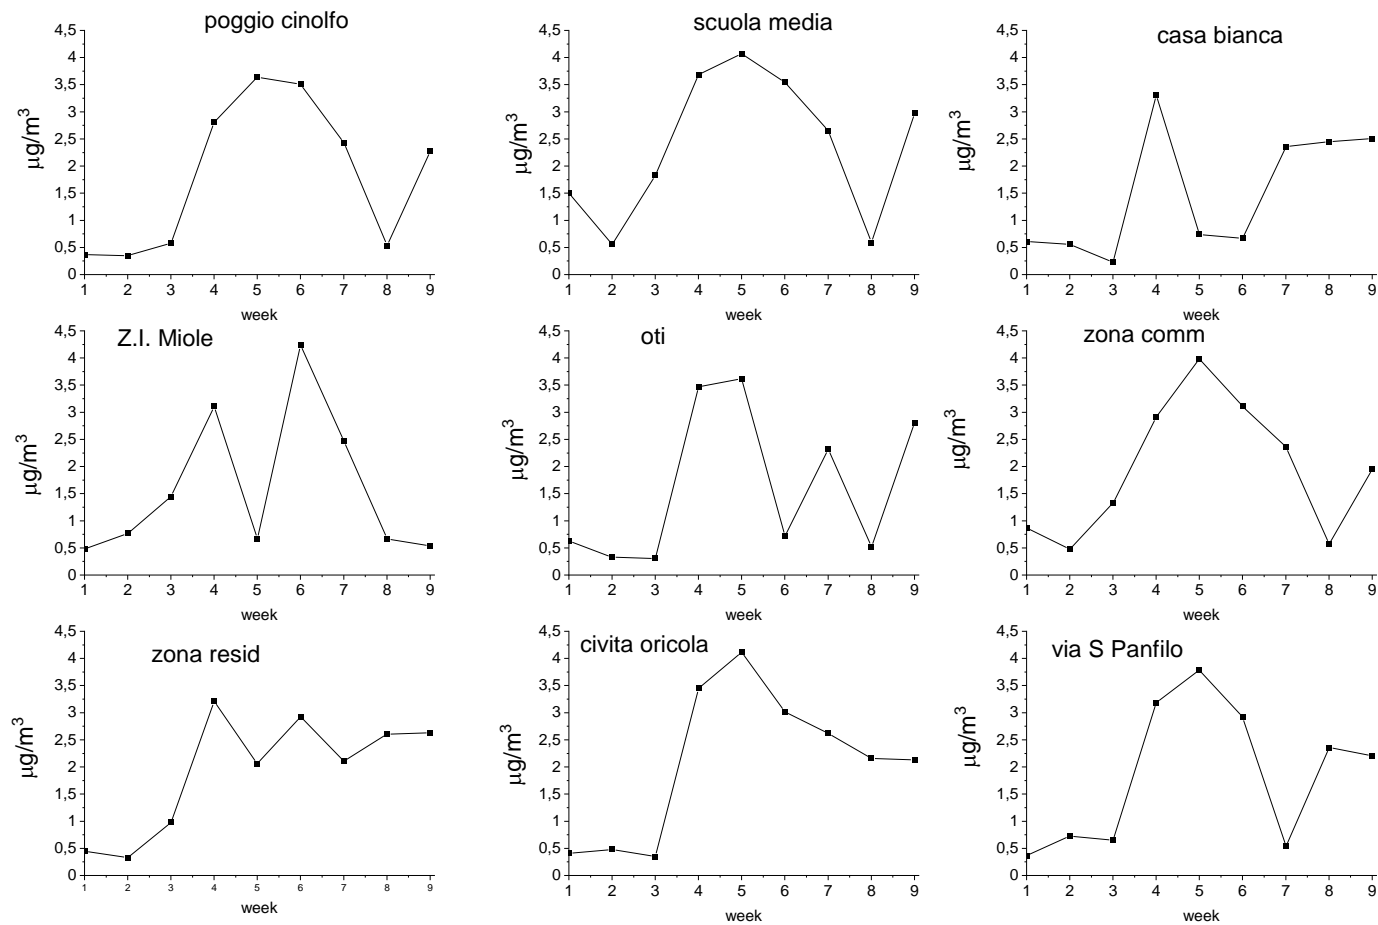 poggio cinolfo
μg/m³
4,5
4
3,5
3
2,5
2
1,5
1
0,5
0
1 2 3 4 5 6 7 8 9
week
scuola media
μg/m³
4,5
4
3,5
3
2,5
2
1,5
1
0,5
0
1 2 3 4 5 6 7 8 9
week
casa bianca
μg/m³
4,5
4
3,5
3
2,5
2
1,5
1
0,5
0
1 2 3 4 5 6 7 8 9
week
Z.I. Miole
μg/m³
4,5
4
3,5
3
2,5
2
1,5
1
0,5
0
1 2 3 4 5 6 7 8 9
week
oti
μg/m³
4,5
4
3,5
3
2,5
2
1,5
1
0,5
0
1 2 3 4 5 6 7 8 9
week
zona comm
μg/m³
4,5
4
3,5
3
2,5
2
1,5
1
0,5
0
1 2 3 4 5 6 7 8 9
week
zona resid
μg/m³
4,5
4
3,5
3
2,5
2
1,5
1
0,5
0
1 2 3 4 5 6 7 8 9
week
civita oricola
μg/m³
4,5
4
3,5
3
2,5
2
1,5
1
0,5
0
1 2 3 4 5 6 7 8 9
week
via S Panfilo
μg/m³
4,5
4
3,5
3
2,5
2
1,5
1
0,5
0
1 2 3 4 5 6 7 8 9
week